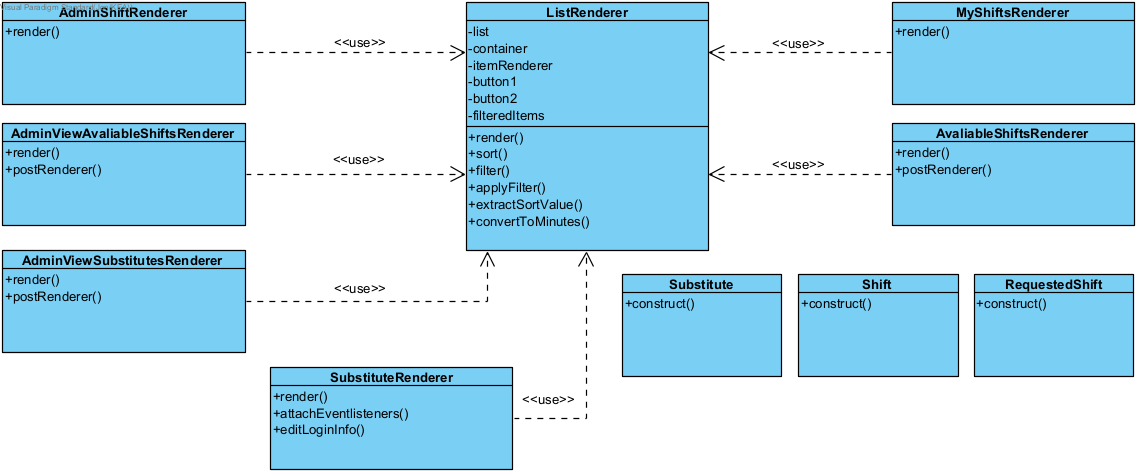 AdminShiftRenderer
+render()
<<use>>
ListRenderer
-list
-container
-itemRenderer
-button1
-button2
-filteredItems
+render()
+sort()
+filter()
+applyFilter()
+extractSortValue()
+convertToMinutes()
<<use>>
MyShiftsRenderer
+render()
AdminViewAvaliableShiftsRenderer
+render()
+postRenderer()
<<use>>
<<use>>
AvaliableShiftsRenderer
+render()
+postRenderer()
AdminViewSubstitutesRenderer
+render()
+postRenderer()
<<use>>
Substitute
+construct()
Shift
+construct()
RequestedShift
+construct()
SubstituteRenderer
+render()
+attachEventlisteners()
+editLoginInfo()
<<use>>
Visual Paradigm